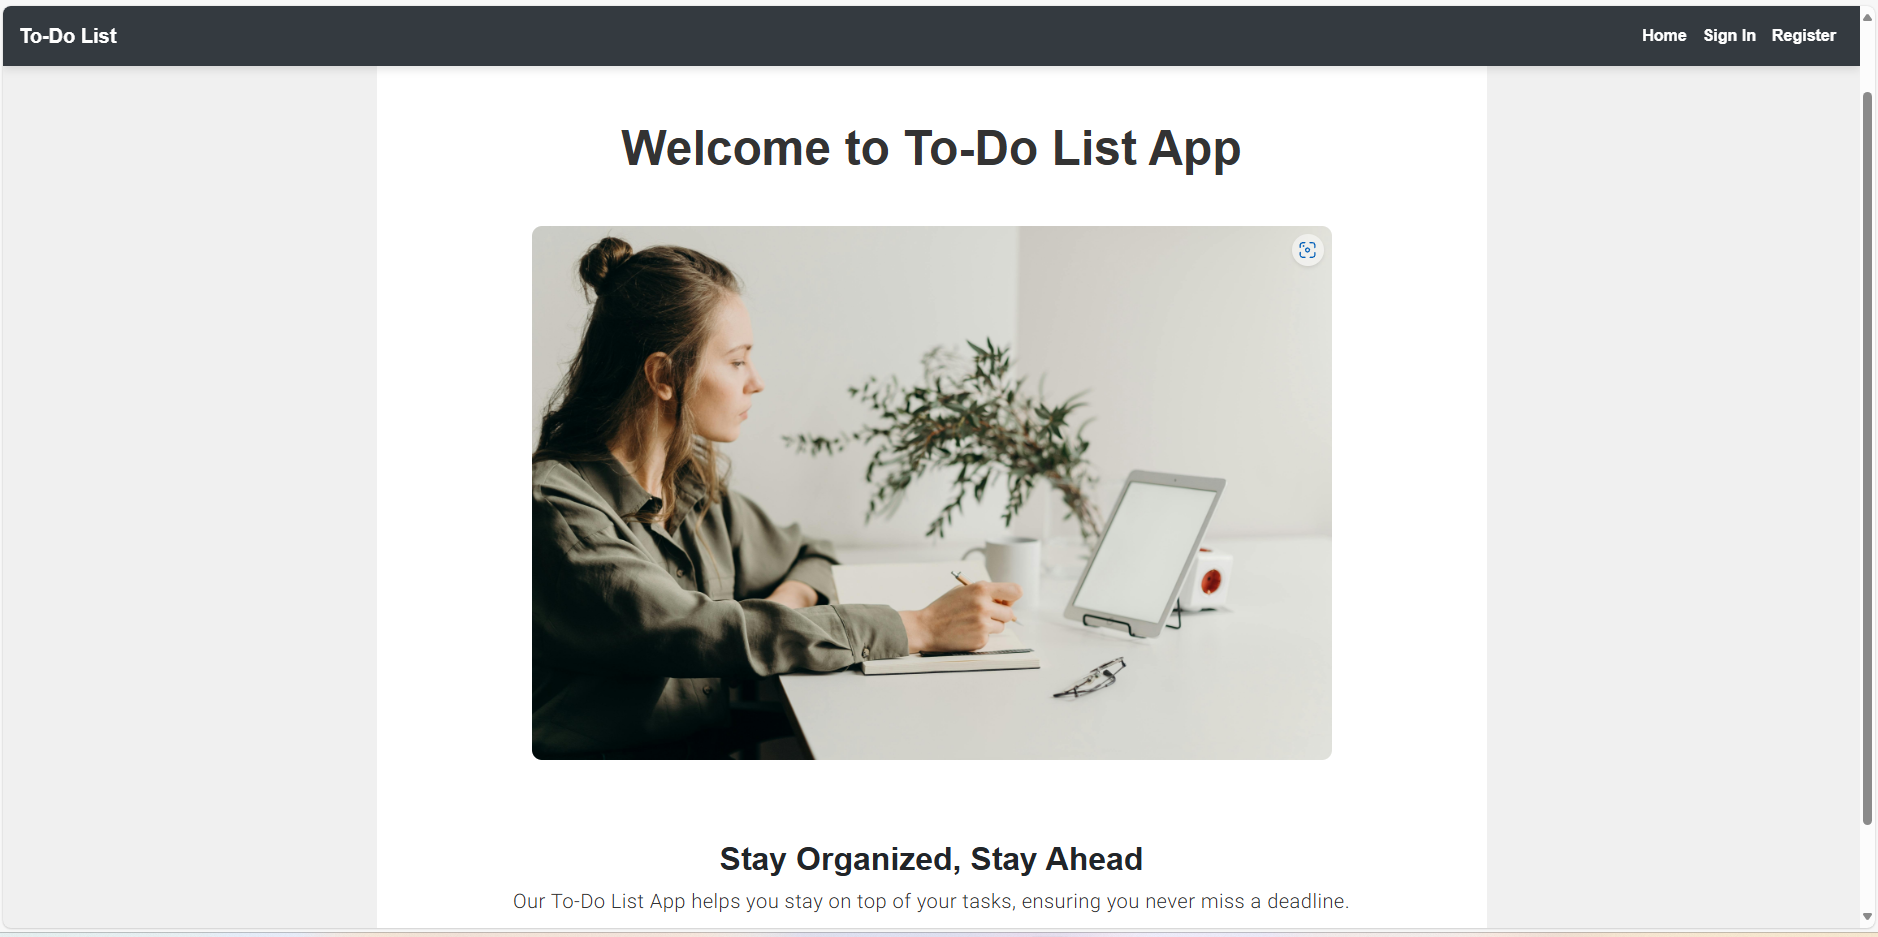 To-Do List
Home Sign In Register
Welcome to To-Do List App
Stay Organized, Stay Ahead
Our To-Do List App helps you stay on top of your tasks, ensuring you never miss a deadline.